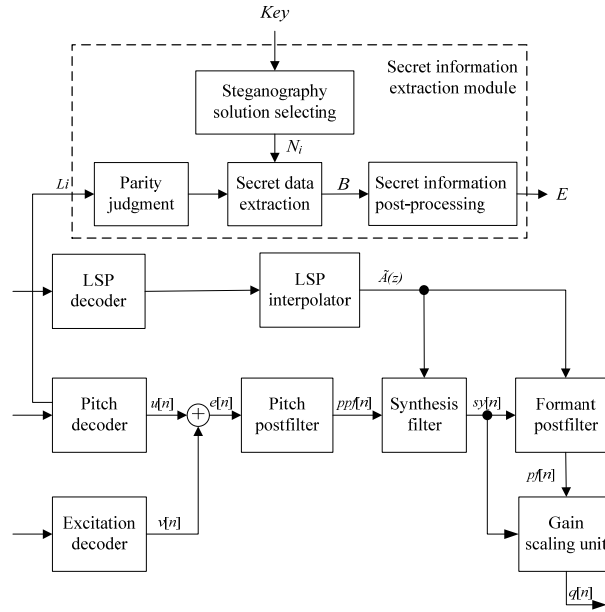 Key
Secret information
extraction module
Steganography
solution selecting
Ni
Li
Parity
judgment
Secret data
extraction
B
Secret information
post-processing
E
LSP
decoder
LSP
interpolator
Ã(z)
Pitch
decoder
u[n]
+
e[n]
Pitch
postfilter
ppf[n]
Synthesis
filter
sy[n]
Formant
postfilter
pf[n]
Excitation
decoder
v[n]
Gain
scaling unit
q[n]